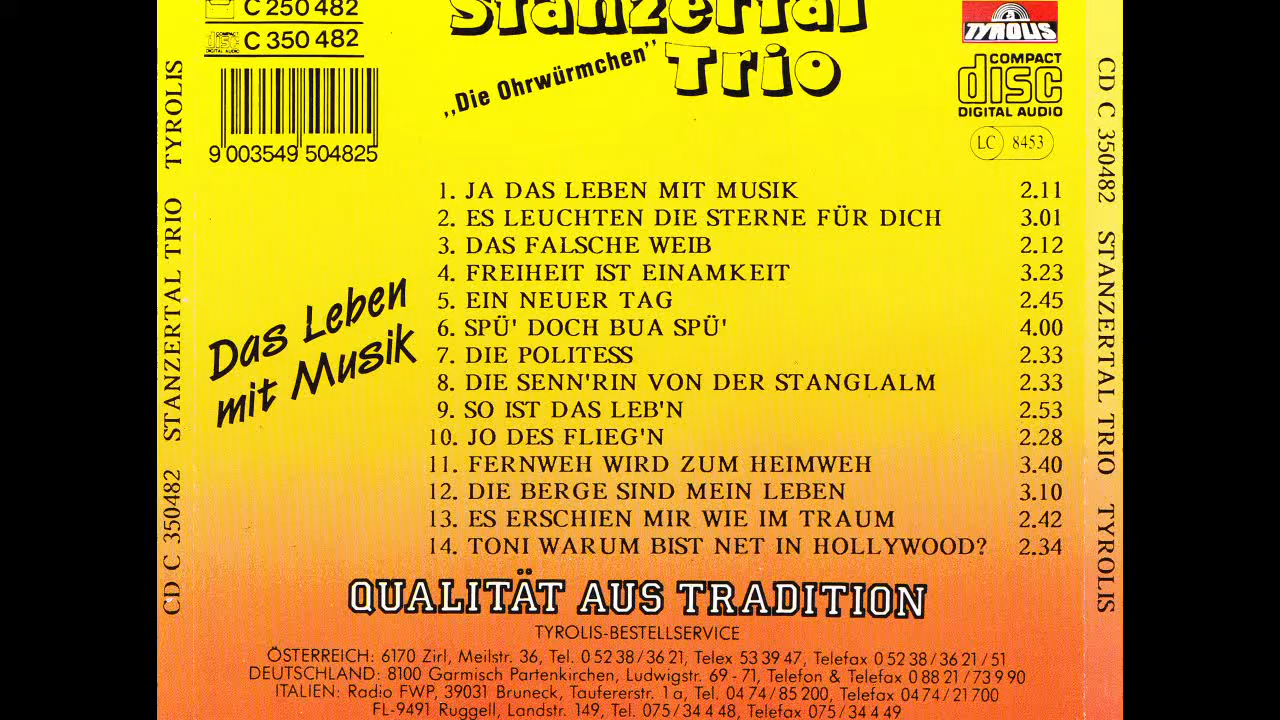 C 250 482
COMPACT disc DIGITAL AUDIO C 350 482
9 003549 504825
Stanzertal
„Die Ohrwürmchen” Trio
TYROLIS
COMPACT
disc
DIGITAL AUDIO
LC 8453
Das Leben
mit Musik
1. JA DAS LEBEN MIT MUSIK 2.11
2. ES LEUCHTEN DIE STERNE FÜR DICH 3.01
3. DAS FALSCHE WEIB 2.12
4. FREIHEIT IST EINAMKEIT 3.23
5. EIN NEUER TAG 2.45
6. SPÜ' DOCH BUA SPÜ' 4.00
7. DIE POLITESS 2.33
8. DIE SENN'RIN VON DER STANGLALM 2.33
9. SO IST DAS LEB'N 2.53
10. JO DES FLIEG'N 2.28
11. FERNWEH WIRD ZUM HEIMWEH 3.40
12. DIE BERGE SIND MEIN LEBEN 3.10
13. ES ERSCHIEN MIR WIE IM TRAUM 2.42
14. TONI WARUM BIST NET IN HOLLYWOOD? 2.34
QUALITÄT AUS TRADITION
TYROLIS-BESTELLSERVICE
ÖSTERREICH: 6170 Zirl, Meilstr. 36, Tel. 0 52 38 / 36 21, Telex 53 39 47, Telefax 0 52 38 / 36 21 / 51
DEUTSCHLAND: 8100 Garmisch Partenkirchen, Ludwigstr. 69 - 71, Telefon & Telefax 0 88 21 / 73 9 90
ITALIEN: Radio FWP, 39031 Bruneck, Taufererstr. 1 a, Tel. 04 74 / 85 200, Telefax 04 74 / 21 700
FL-9491 Ruggell, Landstr. 149, Tel. 075 / 34 4 48, Telefax 075 / 34 4 49
CD C 350482 STANZERTAL TRIO TYROLIS
CD C 350482 STANZERTAL TRIO TYROLIS